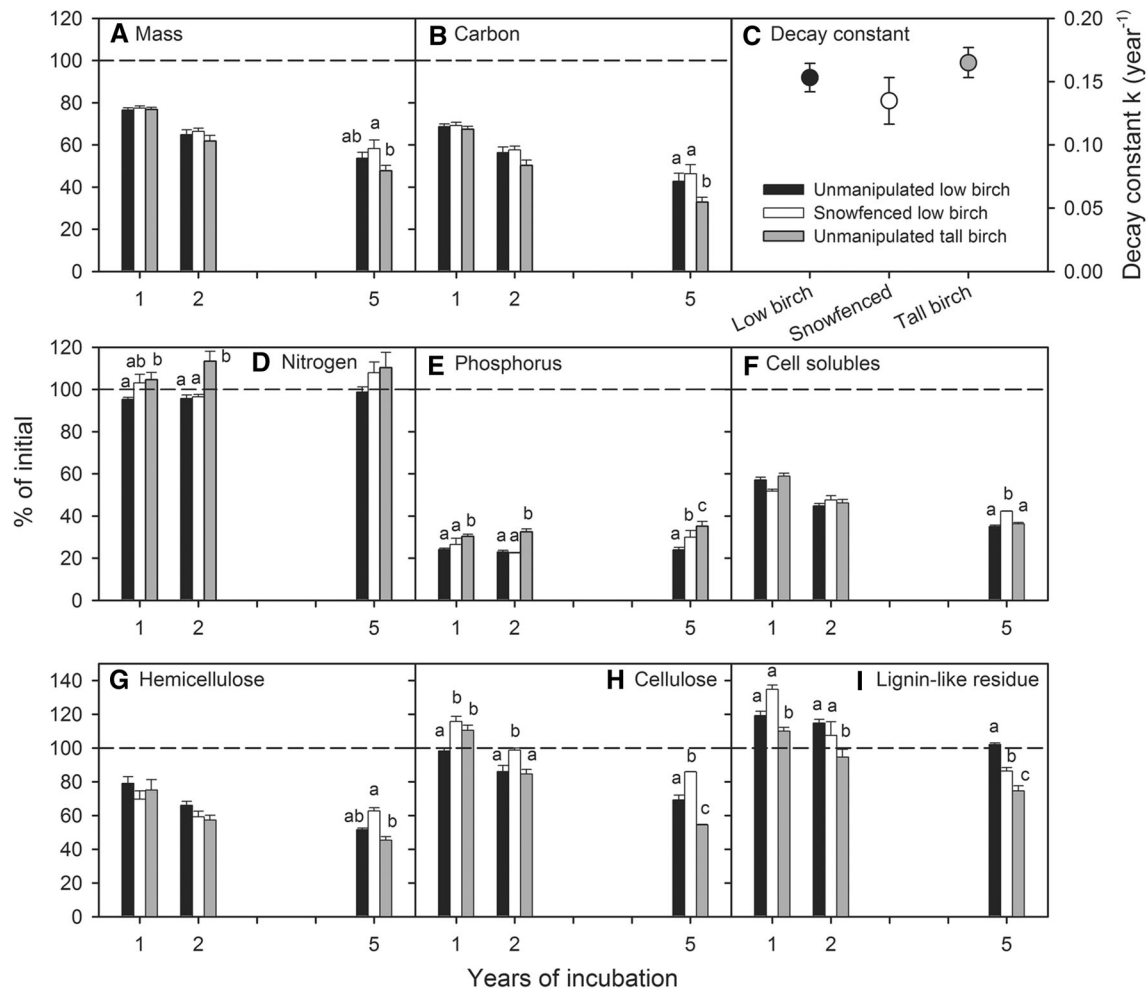 A Mass
B Carbon
C Decay constant
120
100
80
60
40
20
0
ab a b
a a b
1 2 5
1 2 5
Unmanipulated low birch
Snowfenced low birch
Unmanipulated tall birch
Low birch
Snowfenced
Tall birch
0.20
0.15
0.10
0.05
0.00
Decay constant k (year-1)
% of initial
D Nitrogen
E Phosphorus
F Cell solubles
120
100
80
60
40
20
0
a ab b
a a b
a a b
a a b
a b c
a b a
1 2 5
1 2 5
1 2 5
G Hemicellulose
H Cellulose
I Lignin-like residue
140
120
100
80
60
40
20
0
ab a b
a b b
a b a
a b c
a a b
a a b
a b c
1 2 5
1 2 5
1 2 5
Years of incubation